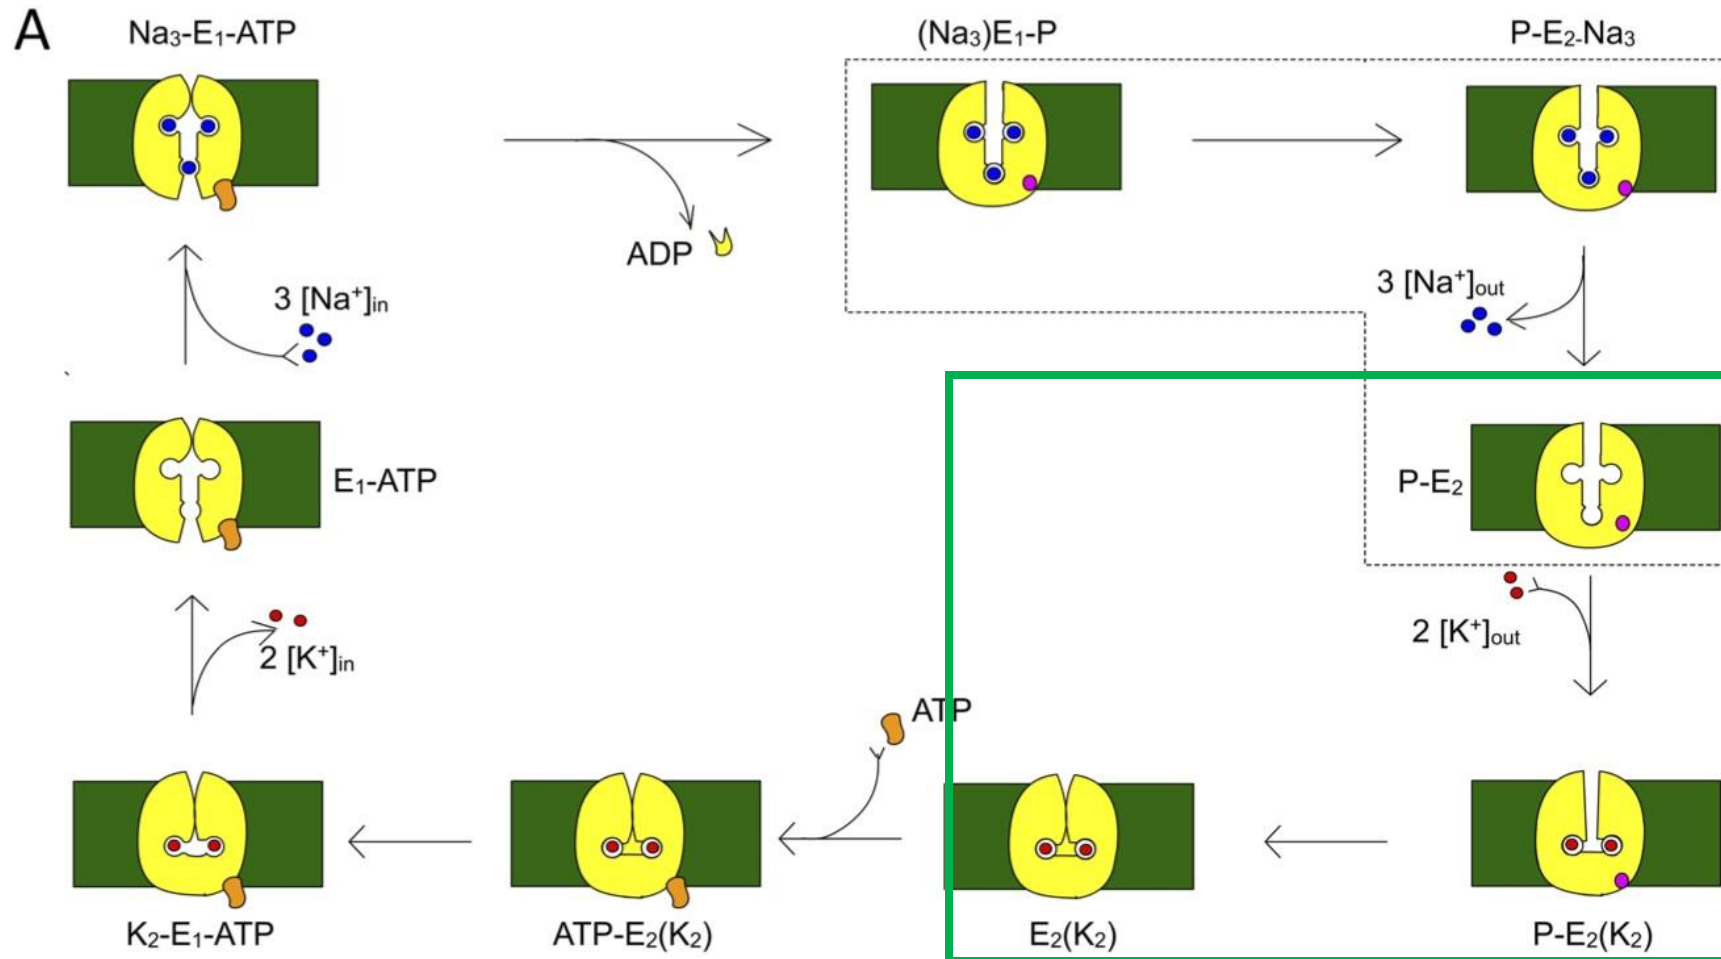 A
Na₃-E₁-ATP
(Na₃)E₁-P
P-E₂-Na₃
ADP
3 [Na⁺]in
3 [Na⁺]out
E₁-ATP
P-E₂
2 [K⁺]in
2 [K⁺]out
ATP
K₂-E₁-ATP
ATP-E₂(K₂)
E₂(K₂)
P-E₂(K₂)